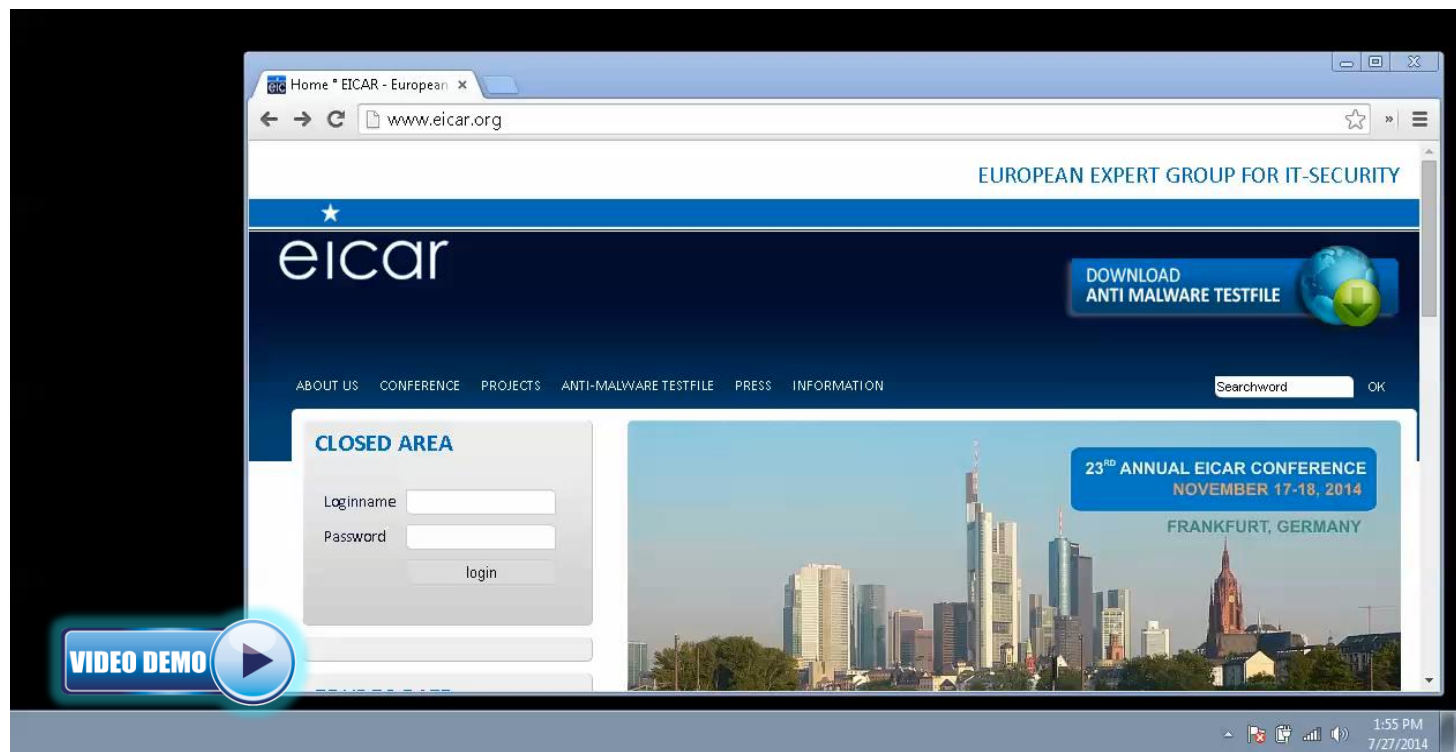 Home * EICAR - European
www.eicar.org
EUROPEAN EXPERT GROUP FOR IT-SECURITY
eicar
DOWNLOAD
ANTI MALWARE TESTFILE
ABOUT US CONFERENCE PROJECTS ANTI-MALWARE TESTFILE PRESS INFORMATION Searchword OK
CLOSED AREA
Loginname
Password
login
23RD ANNUAL EICAR CONFERENCE
NOVEMBER 17-18, 2014
FRANKFURT, GERMANY
VIDEO DEMO
1:55 PM
7/27/2014